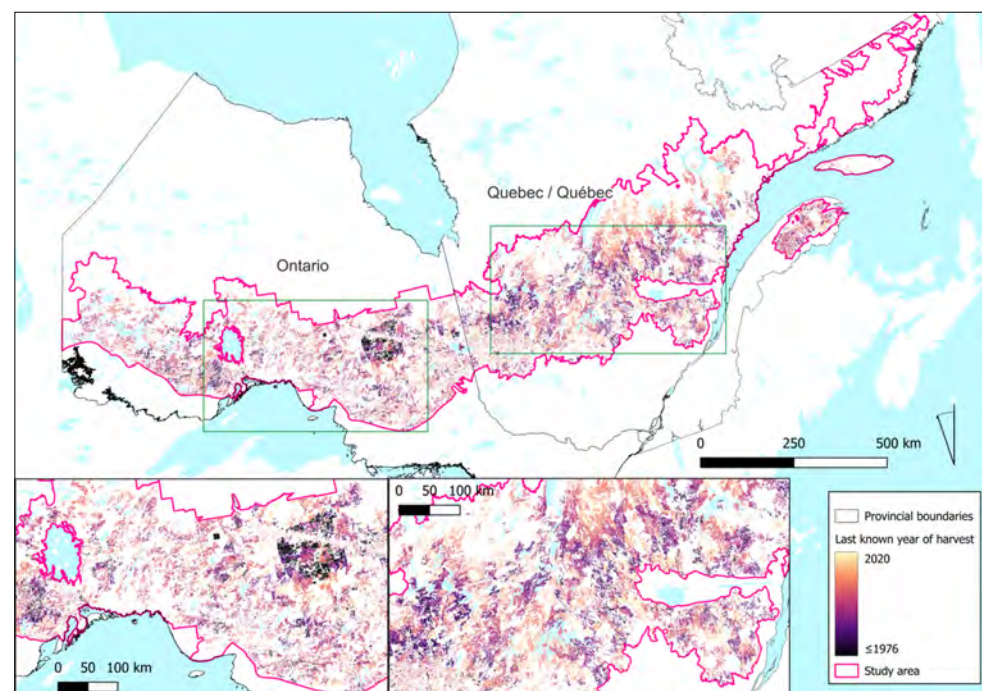 Quebec / Québec
Ontario
0 250 500 km
0 50 100 km
0 50 100 km
Provincial boundaries
Last known year of harvest
2020
≤1976
Study area